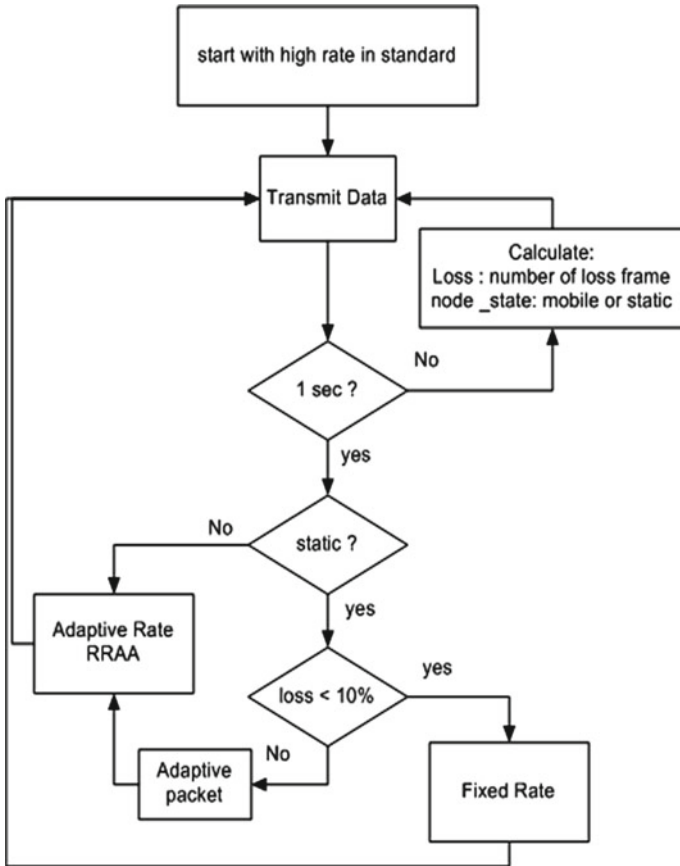 start with high rate in standard
Transmit Data
Calculate:
Loss : number of loss frame
node _state: mobile or static
No
1 sec ?
yes
No
static ?
yes
Adaptive Rate
RRAA
yes
loss < 10%
No
Adaptive
packet
Fixed Rate